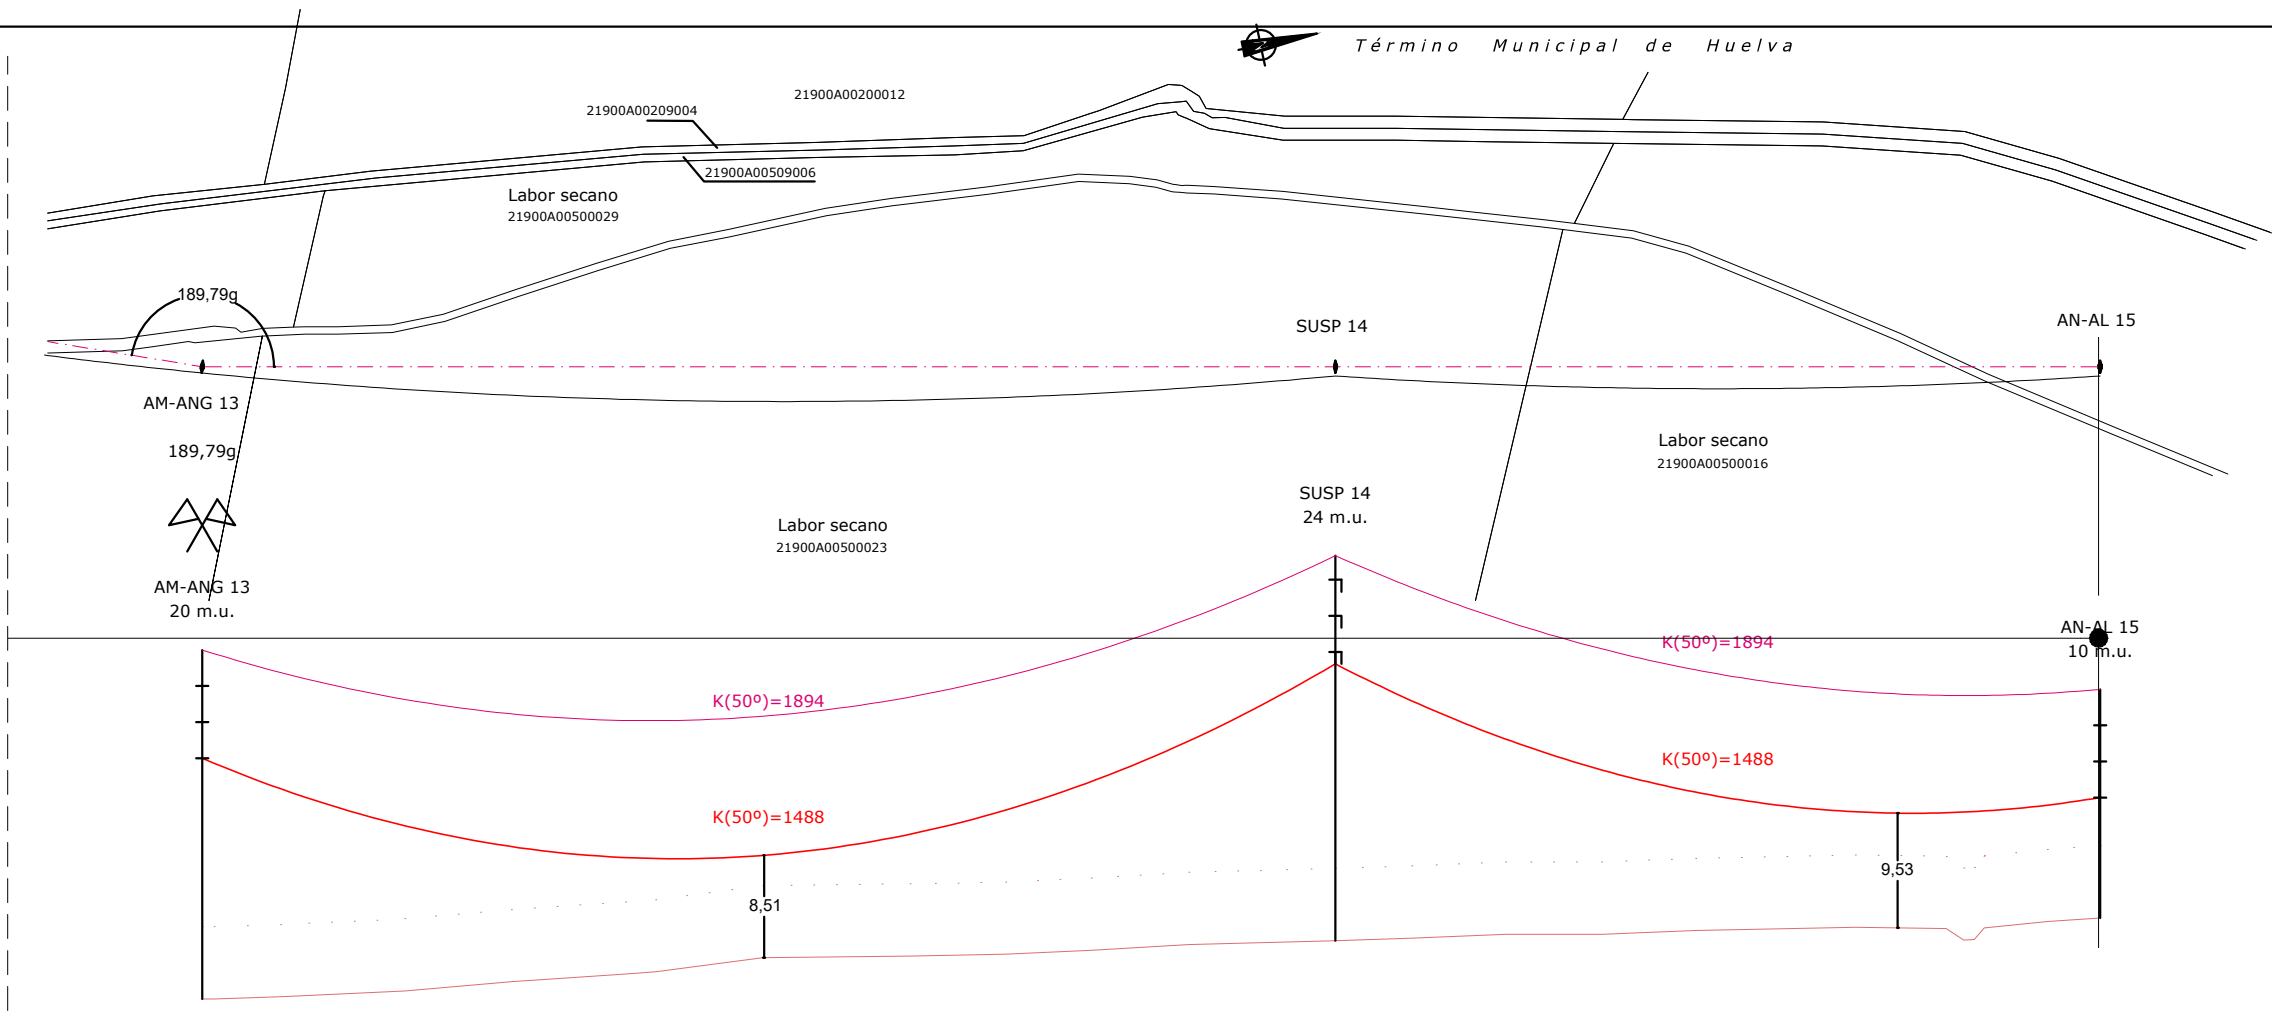 Término Municipal de Huelva
21900A00200012
21900A00209004
21900A00509006
Labor secano
21900A00500029
189,79g
SUSP 14
AN-AL 15
AM-ANG 13
189,79g
Labor secano
21900A00500016
SUSP 14
24 m.u.
Labor secano
21900A00500023
AM-ANG 13
20 m.u.
AN-AL 15
10 m.u.
K(50º)=1894
K(50º)=1894
K(50º)=1488
K(50º)=1488
9,53
8,51